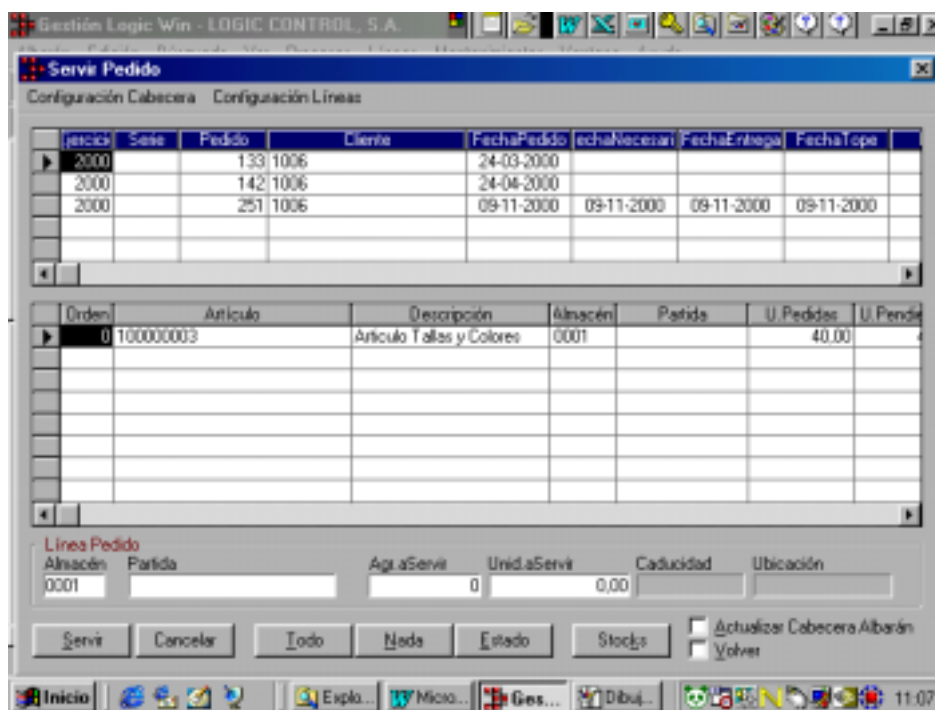 Gestión Logic Win - LOGIC CONTROL, S.A.
Servir Pedido
Configuración Cabecera Configuración Líneas
jercicio Serie Pedido Cliente FechaPedido echaNecesari FechaEntrega FechaTope
2000 133 1006 24-03-2000
2000 142 1006 24-04-2000
2000 251 1006 09-11-2000 09-11-2000 09-11-2000 09-11-2000
Orden Artículo Descripción Almacén Partida U.Pedidas U.Pendie
0 100000003 Articulo Tallas y Colores 0001 40,00
Línea Pedido
Almacén Partida Agr.aServir Unid.aServir Caducidad Ubicación
0001 0 0,00
Servir Cancelar Todo Nada Estado Stocks
Actualizar Cabecera Albarán
Volver
Inicio Explo... Micro... Ges... Dibuj... 11:07